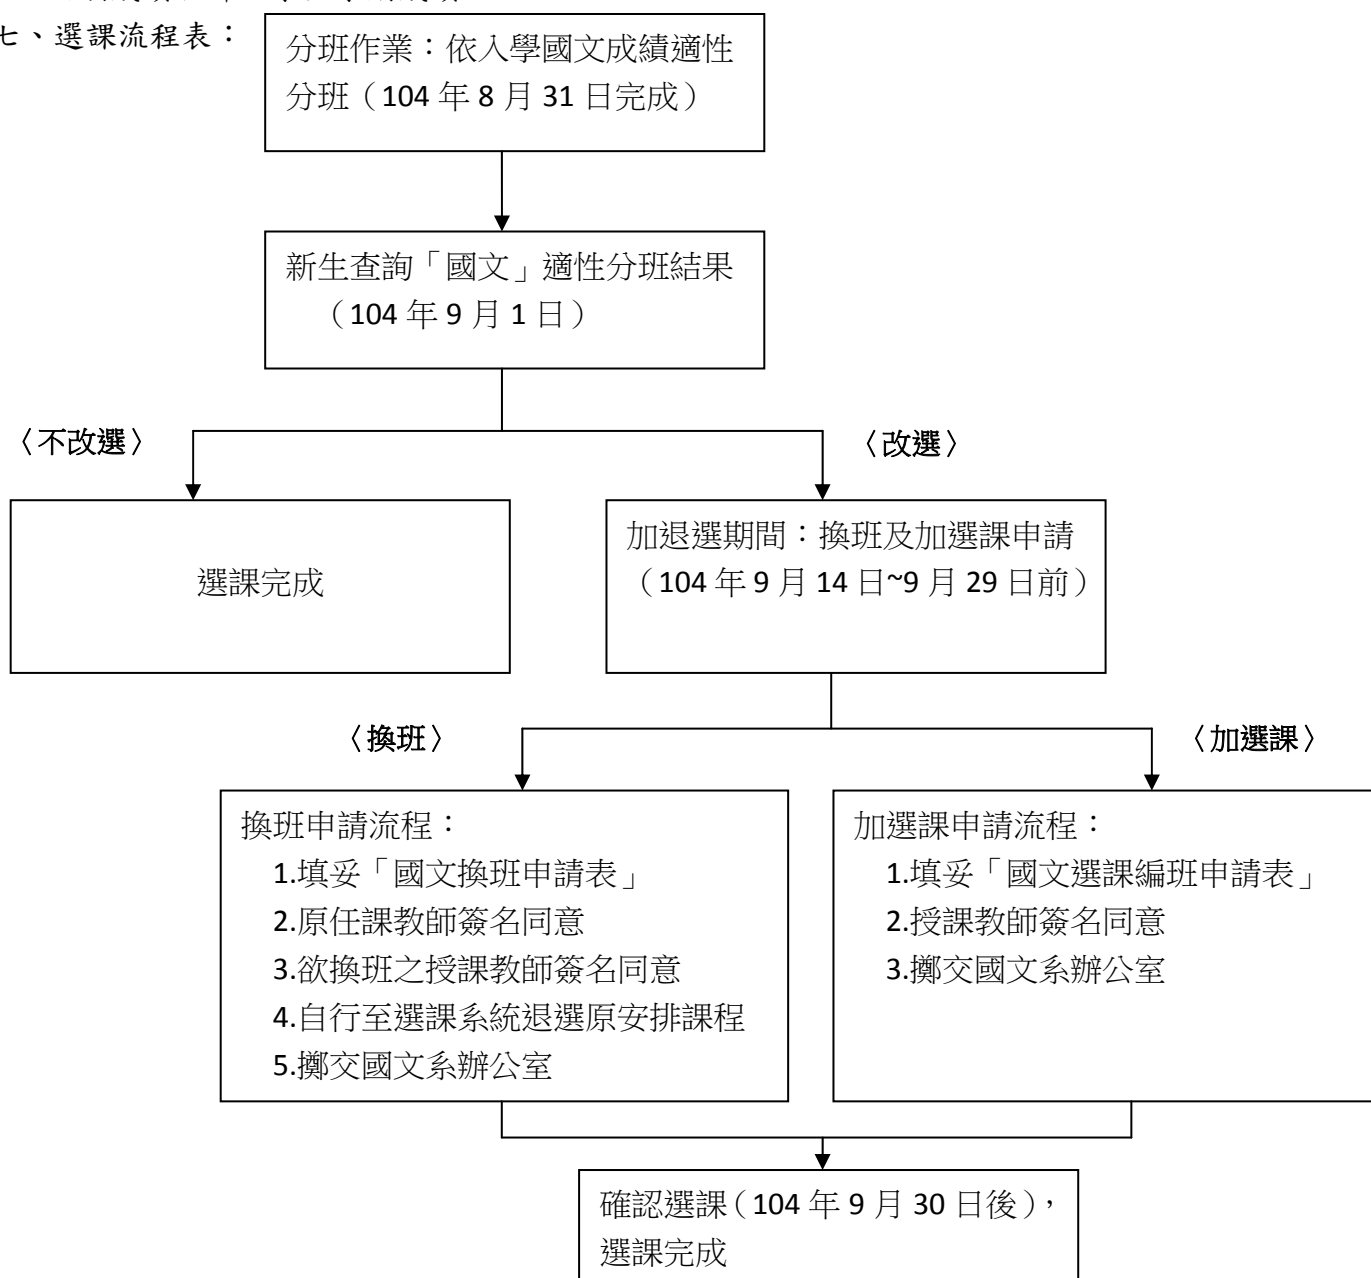 七、選課流程表：
分班作業：依入學國文成績適性
分班（104 年 8 月 31 日完成）
新生查詢「國文」適性分班結果
（104 年 9 月 1 日）
〈不改選〉
〈改選〉
選課完成
加退選期間：換班及加選課申請
（104 年 9 月 14 日~9 月 29 日前）
〈換班〉
〈加選課〉
換班申請流程：
1.填妥「國文換班申請表」
2.原任課教師簽名同意
3.欲換班之授課教師簽名同意
4.自行至選課系統退選原安排課程
5.擲交國文系辦公室
加選課申請流程：
1.填妥「國文選課編班申請表」
2.授課教師簽名同意
3.擲交國文系辦公室
確認選課（104 年 9 月 30 日後），
選課完成